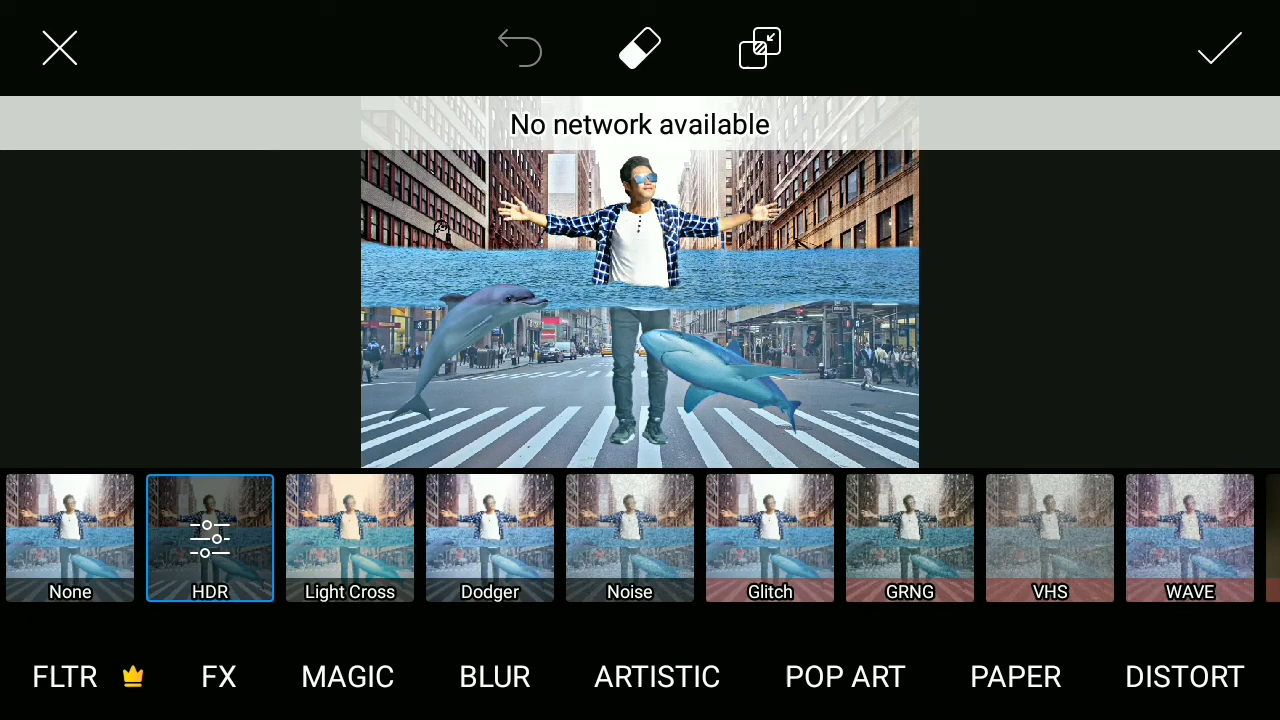 No network available
None
HDR
Light Cross
Dodger
Noise
Glitch
GRNG
VHS
WAVE
FLTR
FX
MAGIC
BLUR
ARTISTIC
POP ART
PAPER
DISTORT